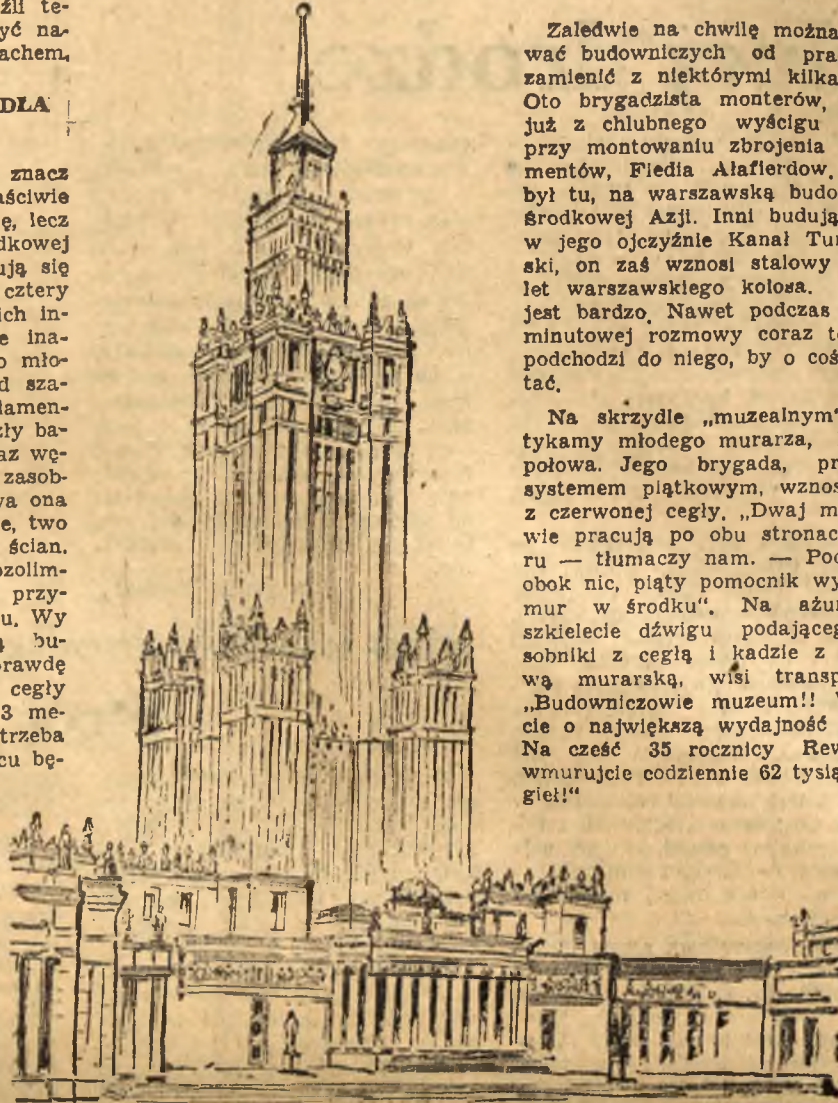 źli te-
yć na-
achem,
DŁA
znacz
aściwie
ę, lecz
dkowej
ują się
cztery
ich in-
e ina-
o mło-
d sza-
lamen-
zły ba-
az wę-
zasob-
va ona
e, two
ścian.
ozolim-
przy-
u. Wy
ą bu-
rawdę
cegły
3 me-
trzeba
cu bę-
Zaledwie na chwilę można
wać budowniczych od pra
zamienić z niektórymi kilka
Oto brygadzista monterów,
już z chlubnego wyścigu
przy montowaniu zbrojenia
mentów, Fiedia Ałafierdow.
był tu, na warszawską budo
Środkowej Azji. Inni budują
w jego ojczyźnie Kanał Tur
ski, on zaś wznosi stalowy
let warszawskiego kolosa.
jest bardzo. Nawet podczas
minutowej rozmowy coraz te
podchodzi do niego, by o coś
tać.
Na skrzydle „muzealnym"
tykamy młodego murarza,
połowa. Jego brygada, pr
systemem piątkowym, wznos
z czerwonej cegły. „Dwaj m
wie pracują po obu stronac
ru — tłumaczy nam. — Pod
obok nic, piąty pomocnik wy
mur w środku". Na ażur
szkielecie dźwigu podająceg
sobniki z cegłą i kadzie z
wą murarską, wisi transp
„Budowniczowie muzeum!! W
cie o największą wydajność
Na cześć 35 rocznicy Rew
wmurujcie codziennie 62 tysią
gieł!"